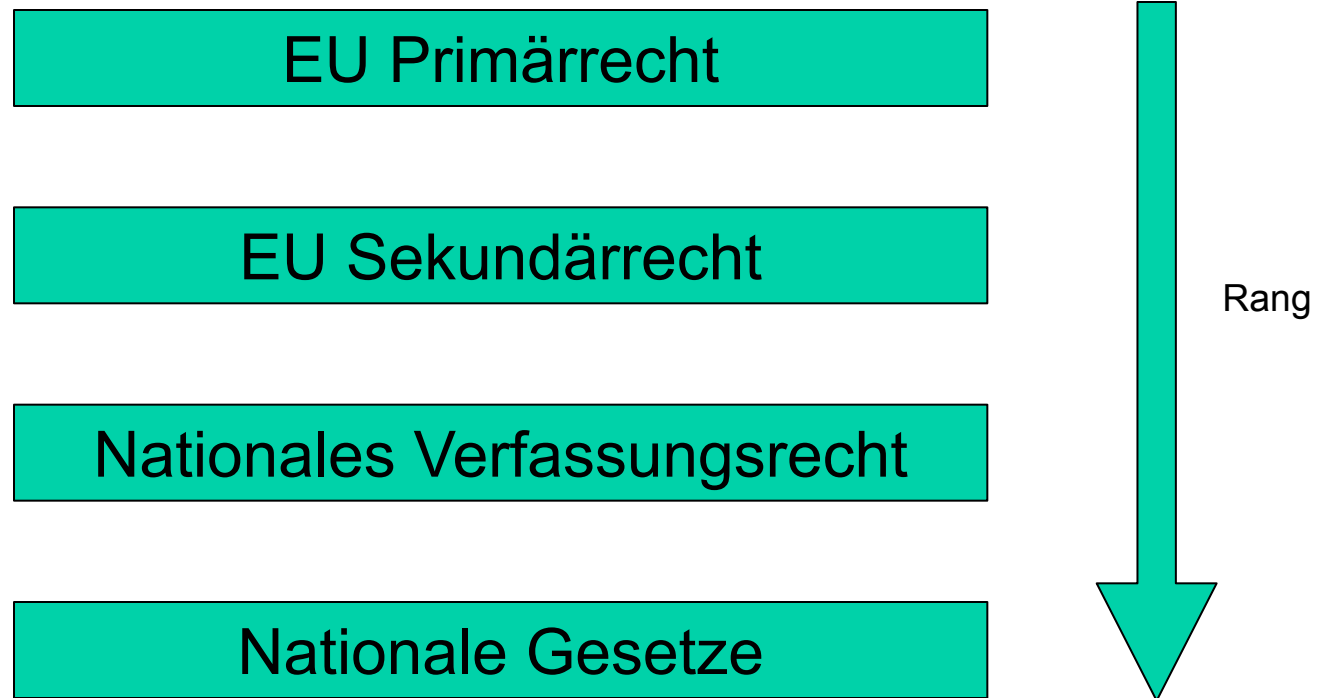 EU Primärrecht
EU Sekundärrecht
Rang
Nationales Verfassungsrecht
Nationale Gesetze